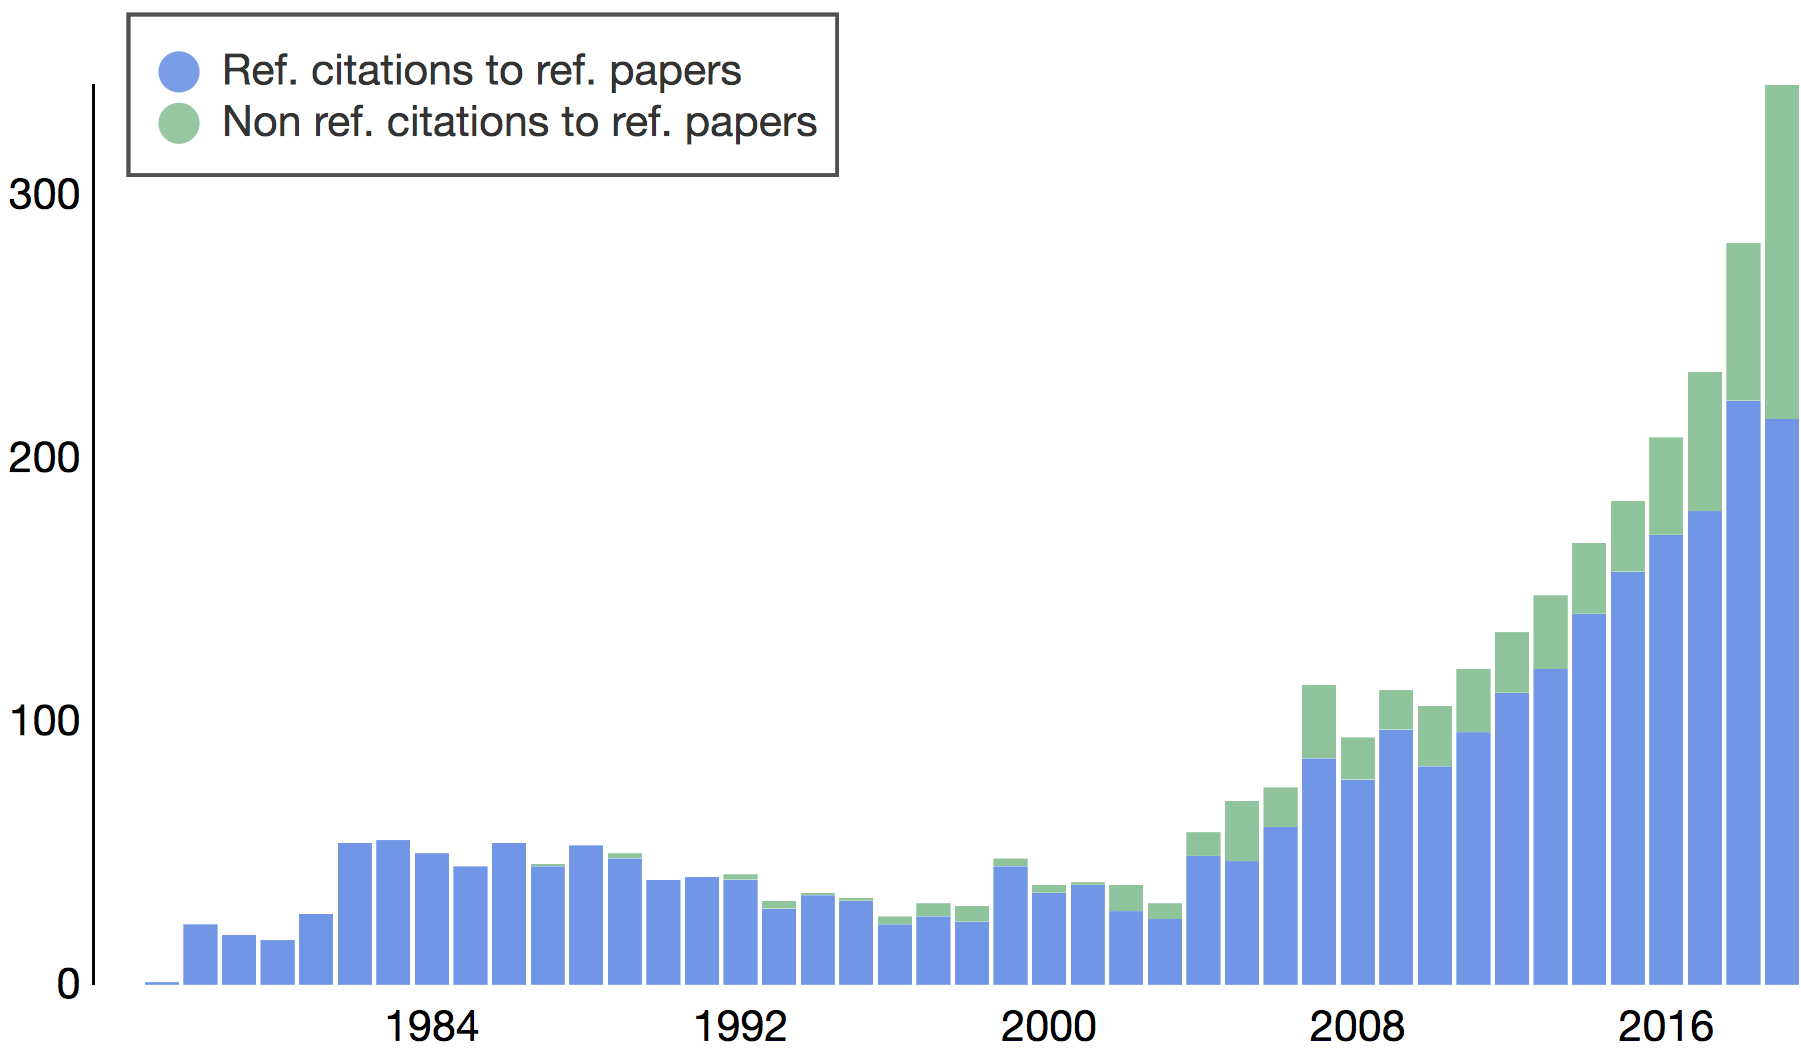 Ref. citations to ref. papers
Non ref. citations to ref. papers
300
200
100
0
1984 1992 2000 2008 2016